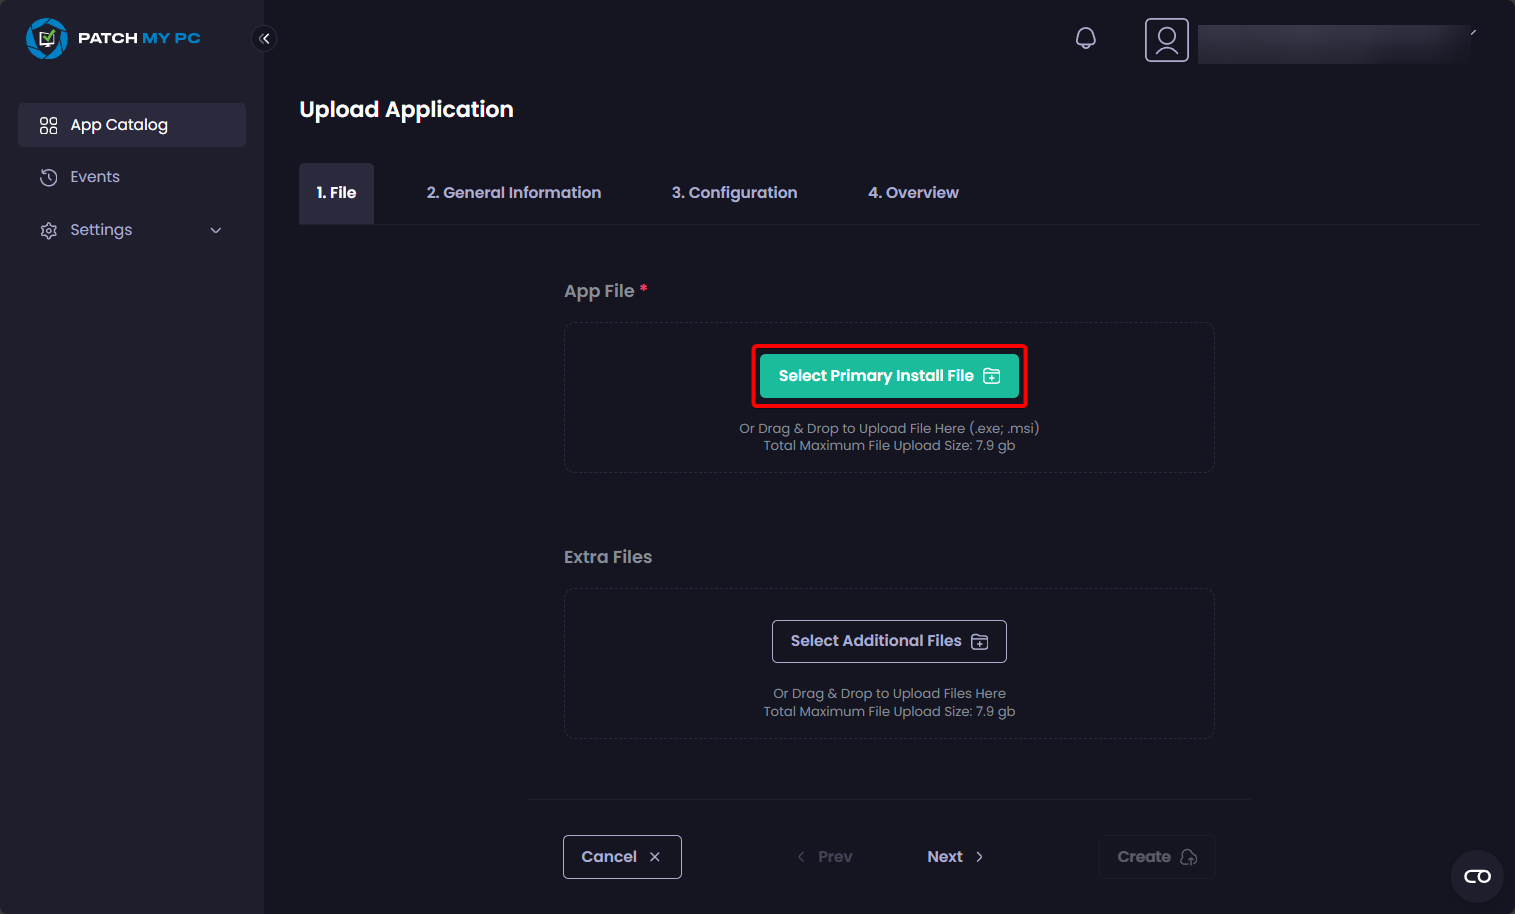 PATCH MY PC
App Catalog
Events
Settings
Upload Application
1. File
2. General Information
3. Configuration
4. Overview
App File *
Select Primary Install File
Or Drag & Drop to Upload File Here (.exe; .msi)
Total Maximum File Upload Size: 7.9 gb
Extra Files
Select Additional Files
Or Drag & Drop to Upload Files Here
Total Maximum File Upload Size: 7.9 gb
Cancel
Prev
Next
Create